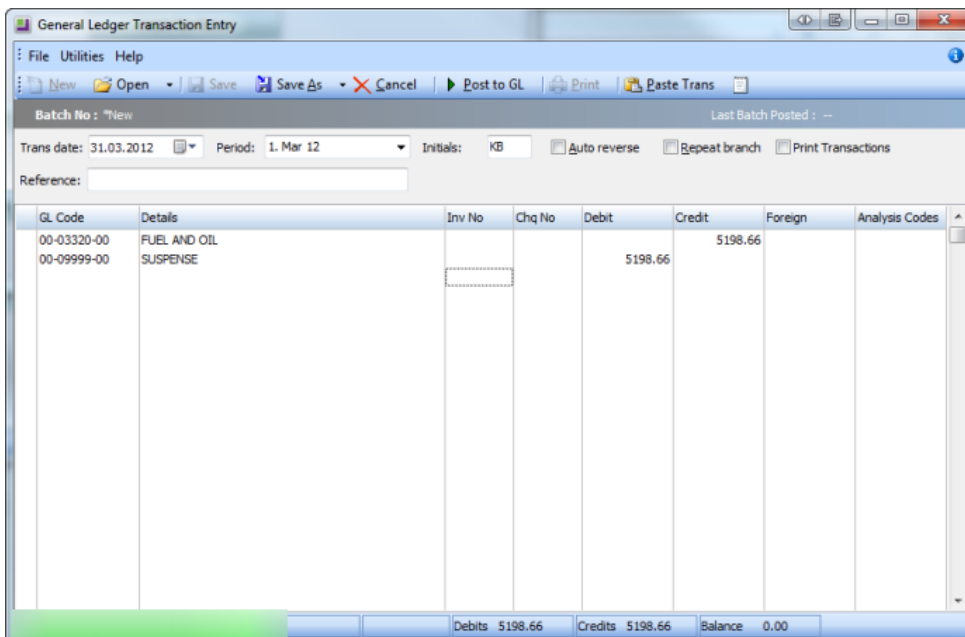 General Ledger Transaction Entry
File Utilities Help
New Open Save Save As Cancel Post to GL Print Paste Trans
Batch No : *New Last Batch Posted : --
Trans date: 31.03.2012 Period: 1. Mar 12 Initials: KB Auto reverse Repeat branch Print Transactions
Reference:
GL Code Details Inv No Chq No Debit Credit Foreign Analysis Codes
00-03320-00 FUEL AND OIL 5198.66
00-09999-00 SUSPENSE 5198.66
Debits 5198.66 Credits 5198.66 Balance 0.00